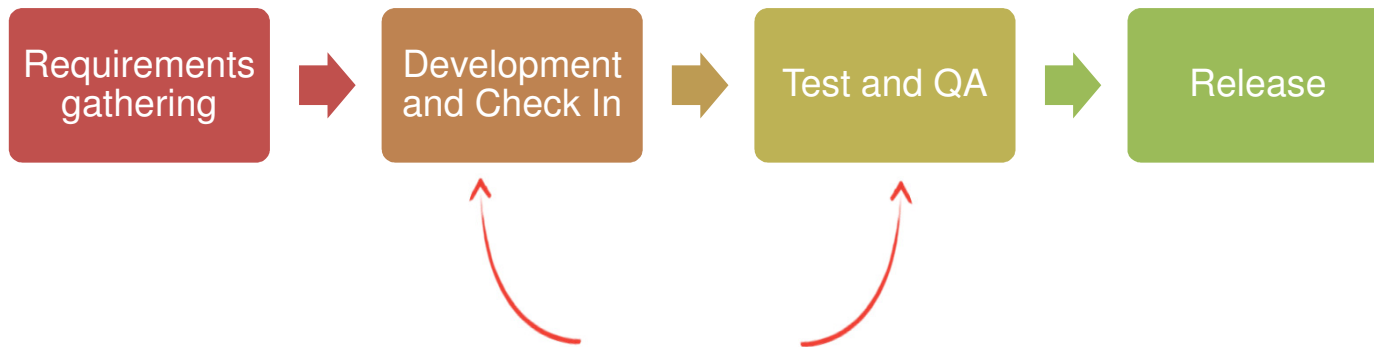 Requirements
gathering
Development
and Check In
Test and QA
Release